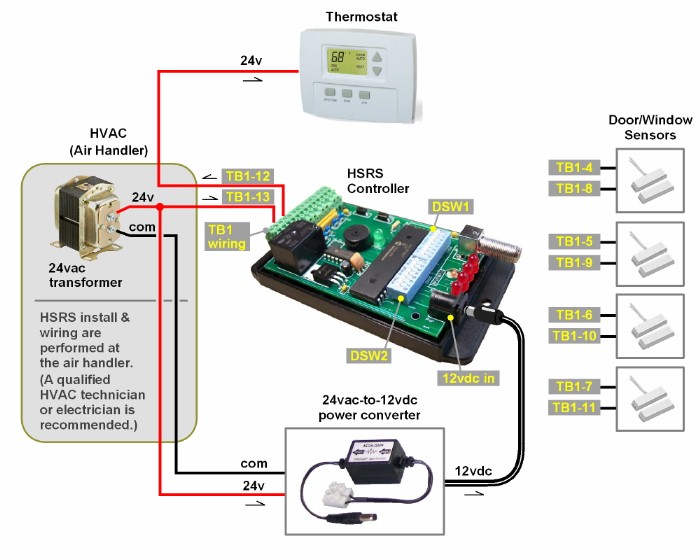 Thermostat
24v
68
HVAC
(Air Handler)
TB1-12
TB1-13
24v
com
24vac
transformer
HSRS install &
wiring are
performed at
the air handler.
(A qualified
HVAC technician
or electrician is
recommended.)
HSRS
Controller
TB1
wiring
DSW1
DSW2
12vdc in
24vac-to-12vdc
power converter
com
24v
12vdc
Door/Window
Sensors
TB1-4
TB1-8
TB1-5
TB1-9
TB1-6
TB1-10
TB1-7
TB1-11